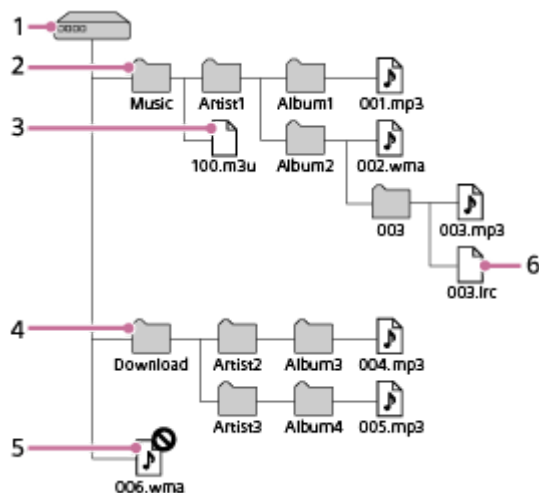 1
2
Music
Artist1
Album1
001.mp3
3
100.m3u
Album2
002.wma
003
003.mp3
6
003.lrc
4
Download
Artist2
Album3
004.mp3
Artist3
Album4
005.mp3
5
006.wma